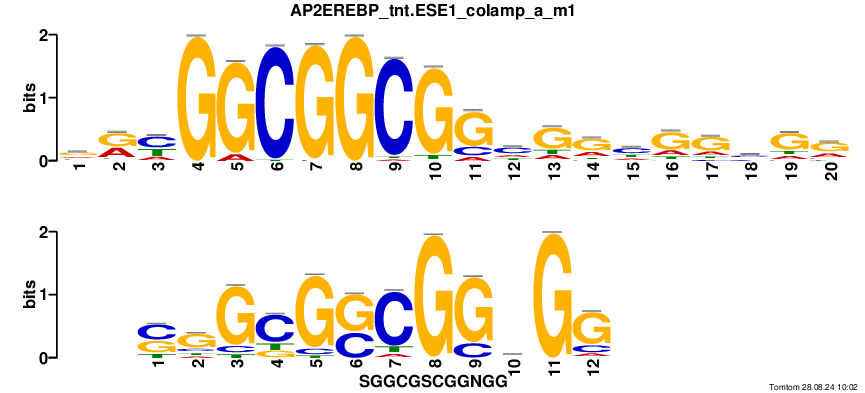 AP2EREBP_tnt.ESE1_colamp_a_m1
2
bits
1
0
1 2 3 4 5 6 7 8 9 10 11 12 13 14 15 16 17 18 19 20
2
bits
1
0
1 2 3 4 5 6 7 8 9 10 11 12
SGGCGSCGGNGG
Tomtom 28.08.24 10:02